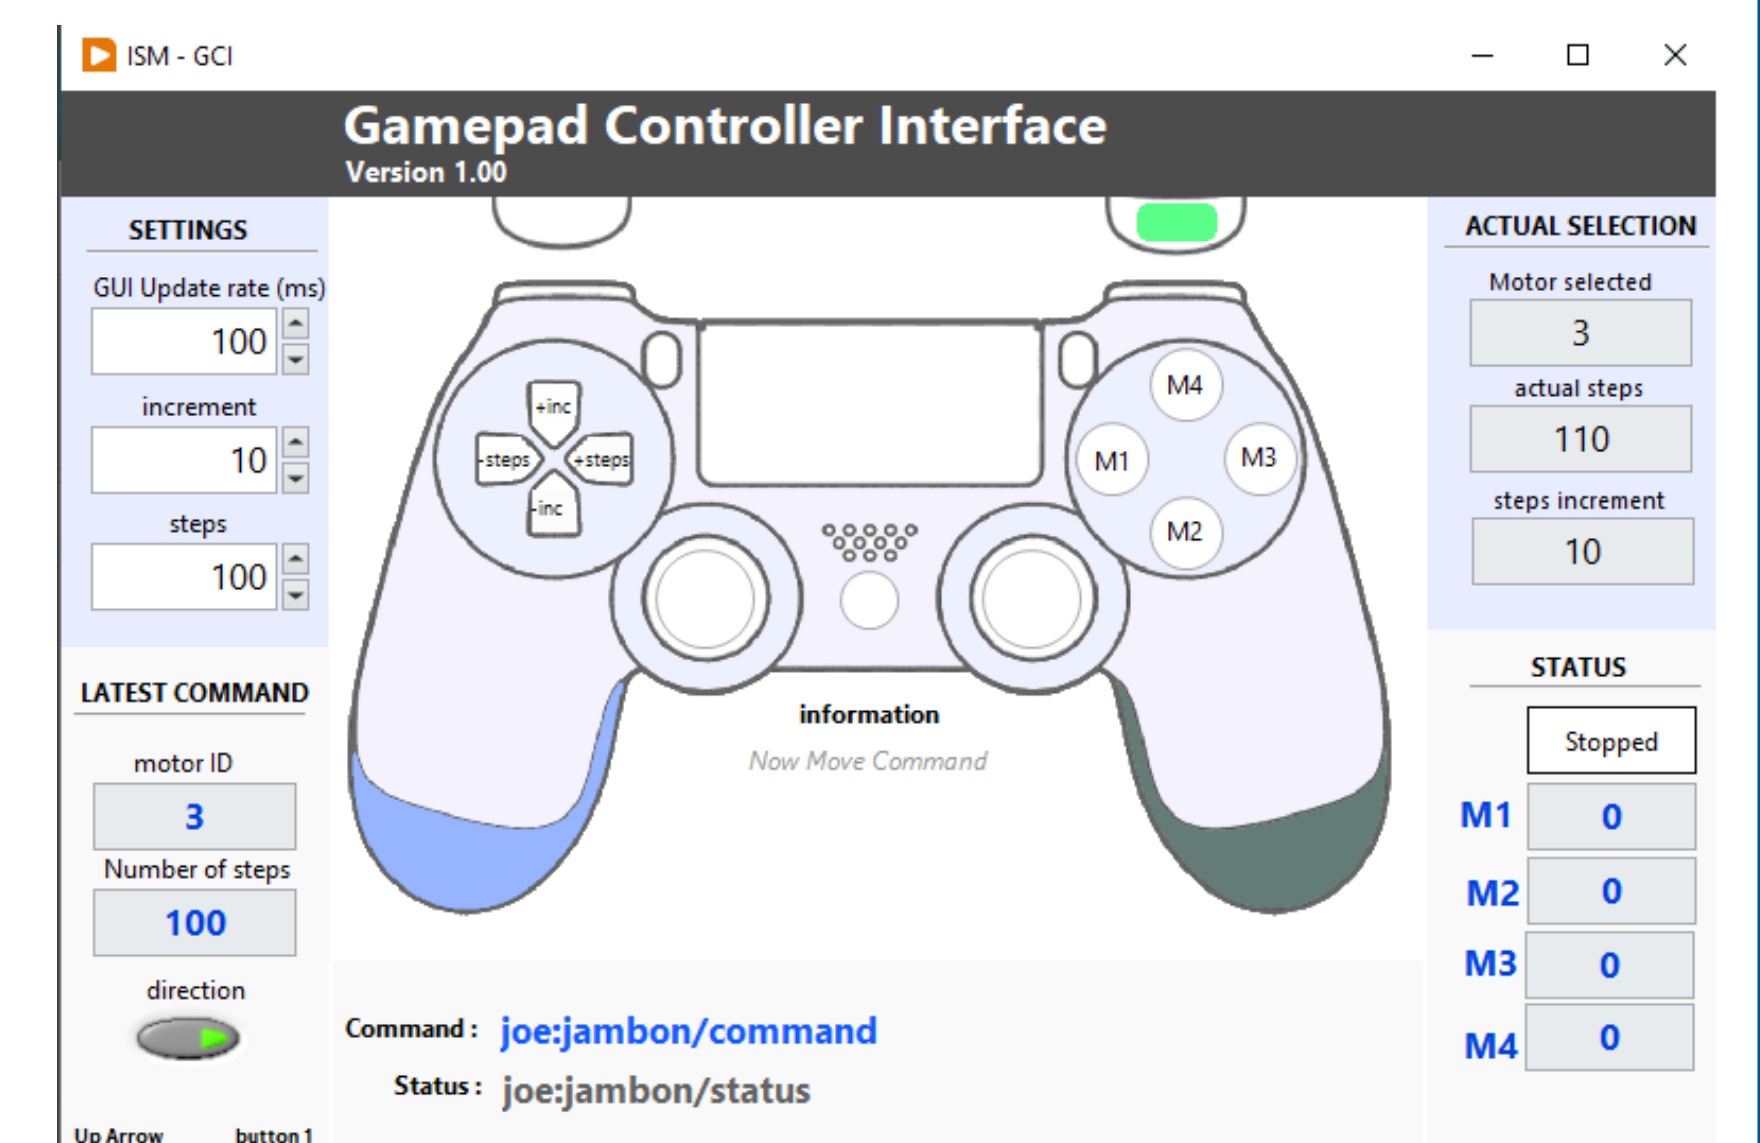 ISM - GCI
Gamepad Controller Interface
Version 1.00
SETTINGS
GUI Update rate (ms)
100
increment
10
steps
100
LATEST COMMAND
motor ID
3
Number of steps
100
direction
Up Arrow
button 1
+inc
-steps
+steps
-inc
M4
M1
M3
M2
information
Now Move Command
Command :
joe:jambon/command
Status :
joe:jambon/status
ACTUAL SELECTION
Motor selected
3
actual steps
110
steps increment
10
STATUS
Stopped
M1 0
M2 0
M3 0
M4 0